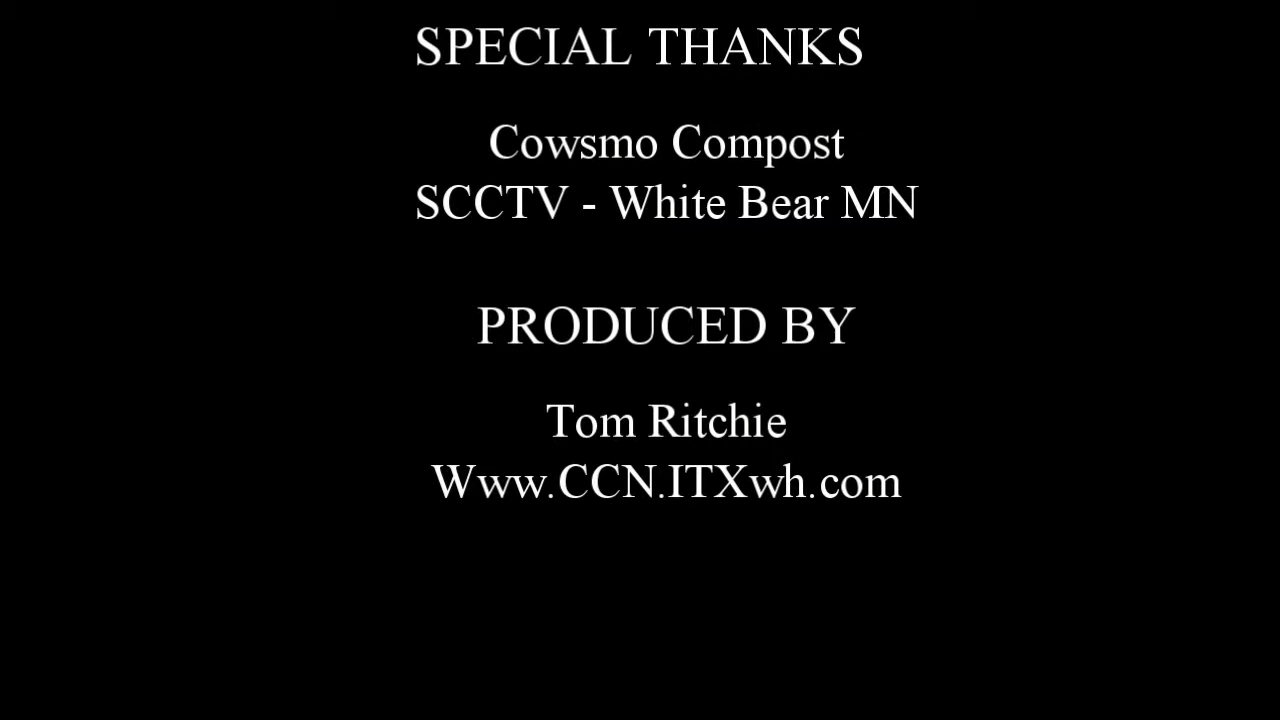 SPECIAL THANKS
Cowsmo Compost
SCCTV - White Bear MN
PRODUCED BY
Tom Ritchie
Www.CCN.ITXwh.com